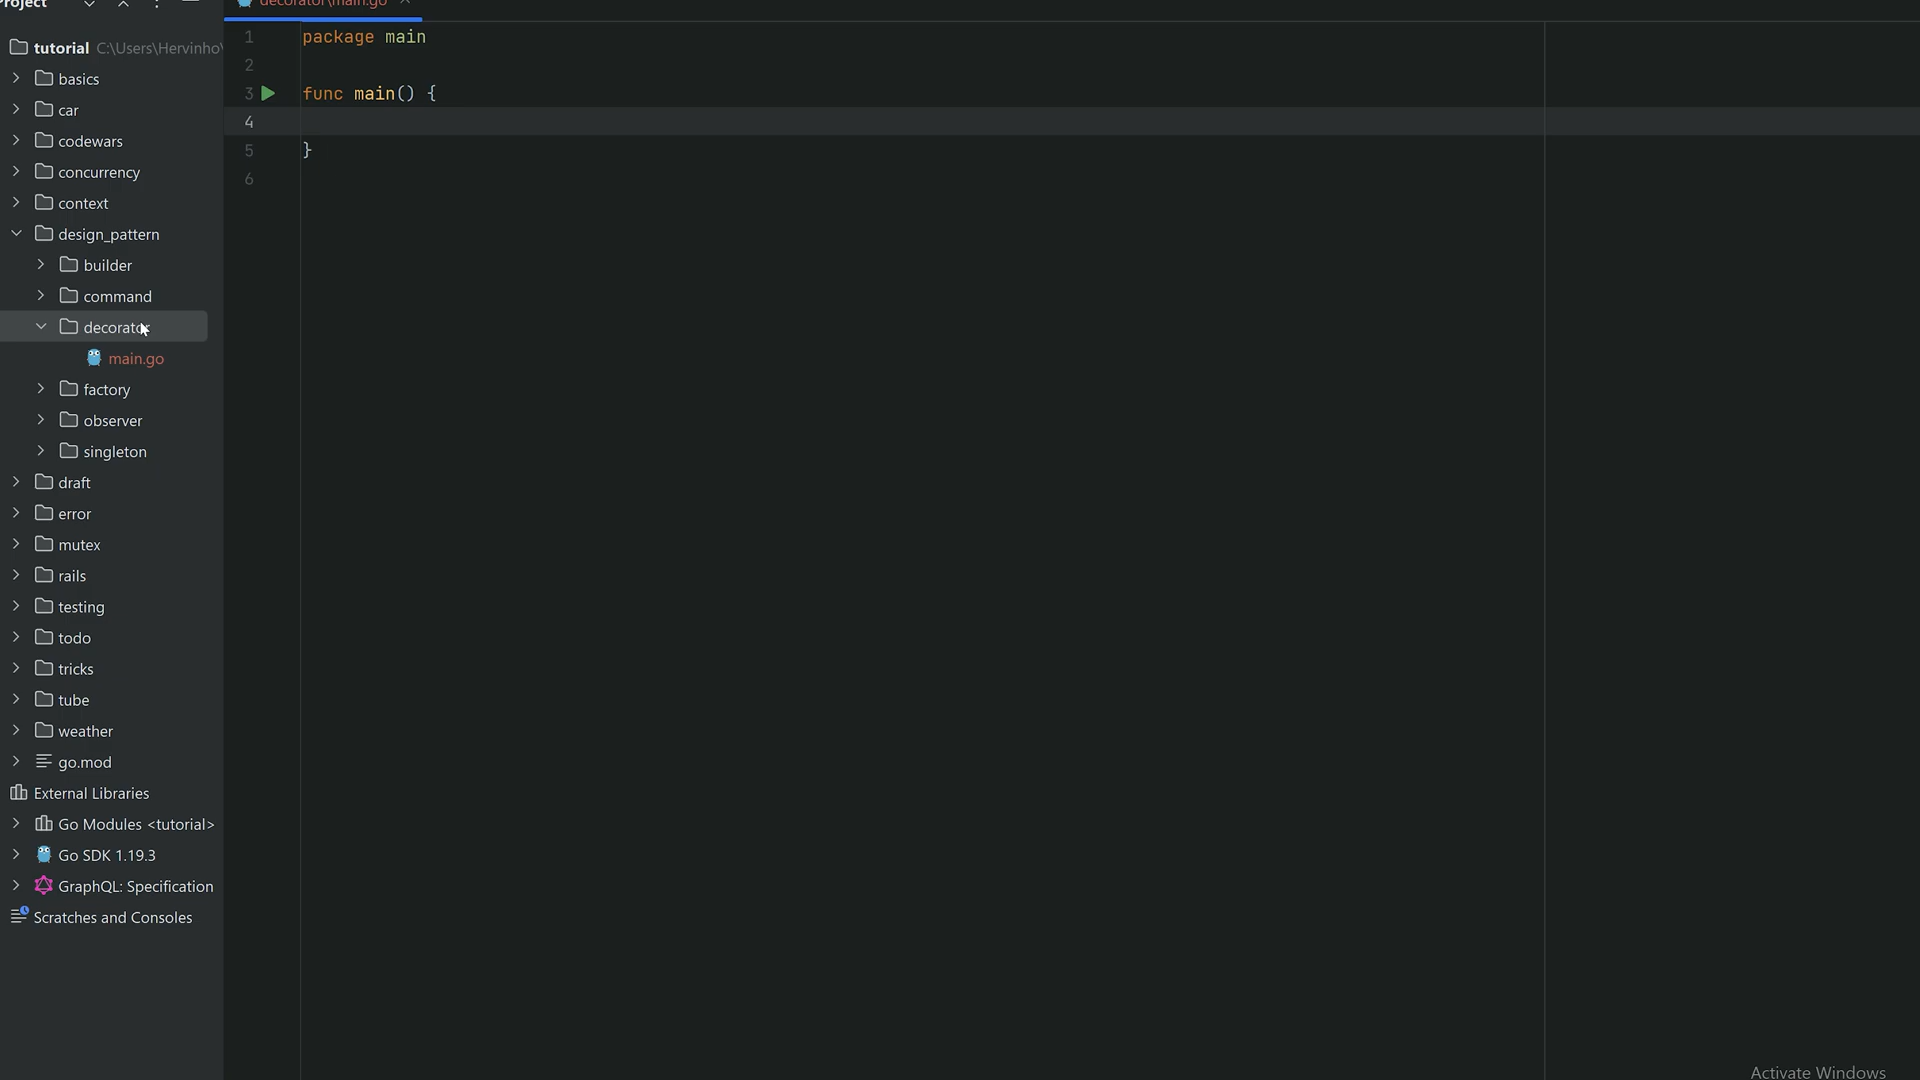 Project
decorator\main.go
tutorial C:\Users\Hervinho\
basics
car
codewars
concurrency
context
design_pattern
builder
command
decorator
main.go
factory
observer
singleton
draft
error
mutex
rails
testing
todo
tricks
tube
weather
go.mod
External Libraries
Go Modules <tutorial>
Go SDK 1.19.3
GraphQL: Specification
Scratches and Consoles
1 package main
2
3 func main() {
4
5 }
6
Activate Windows